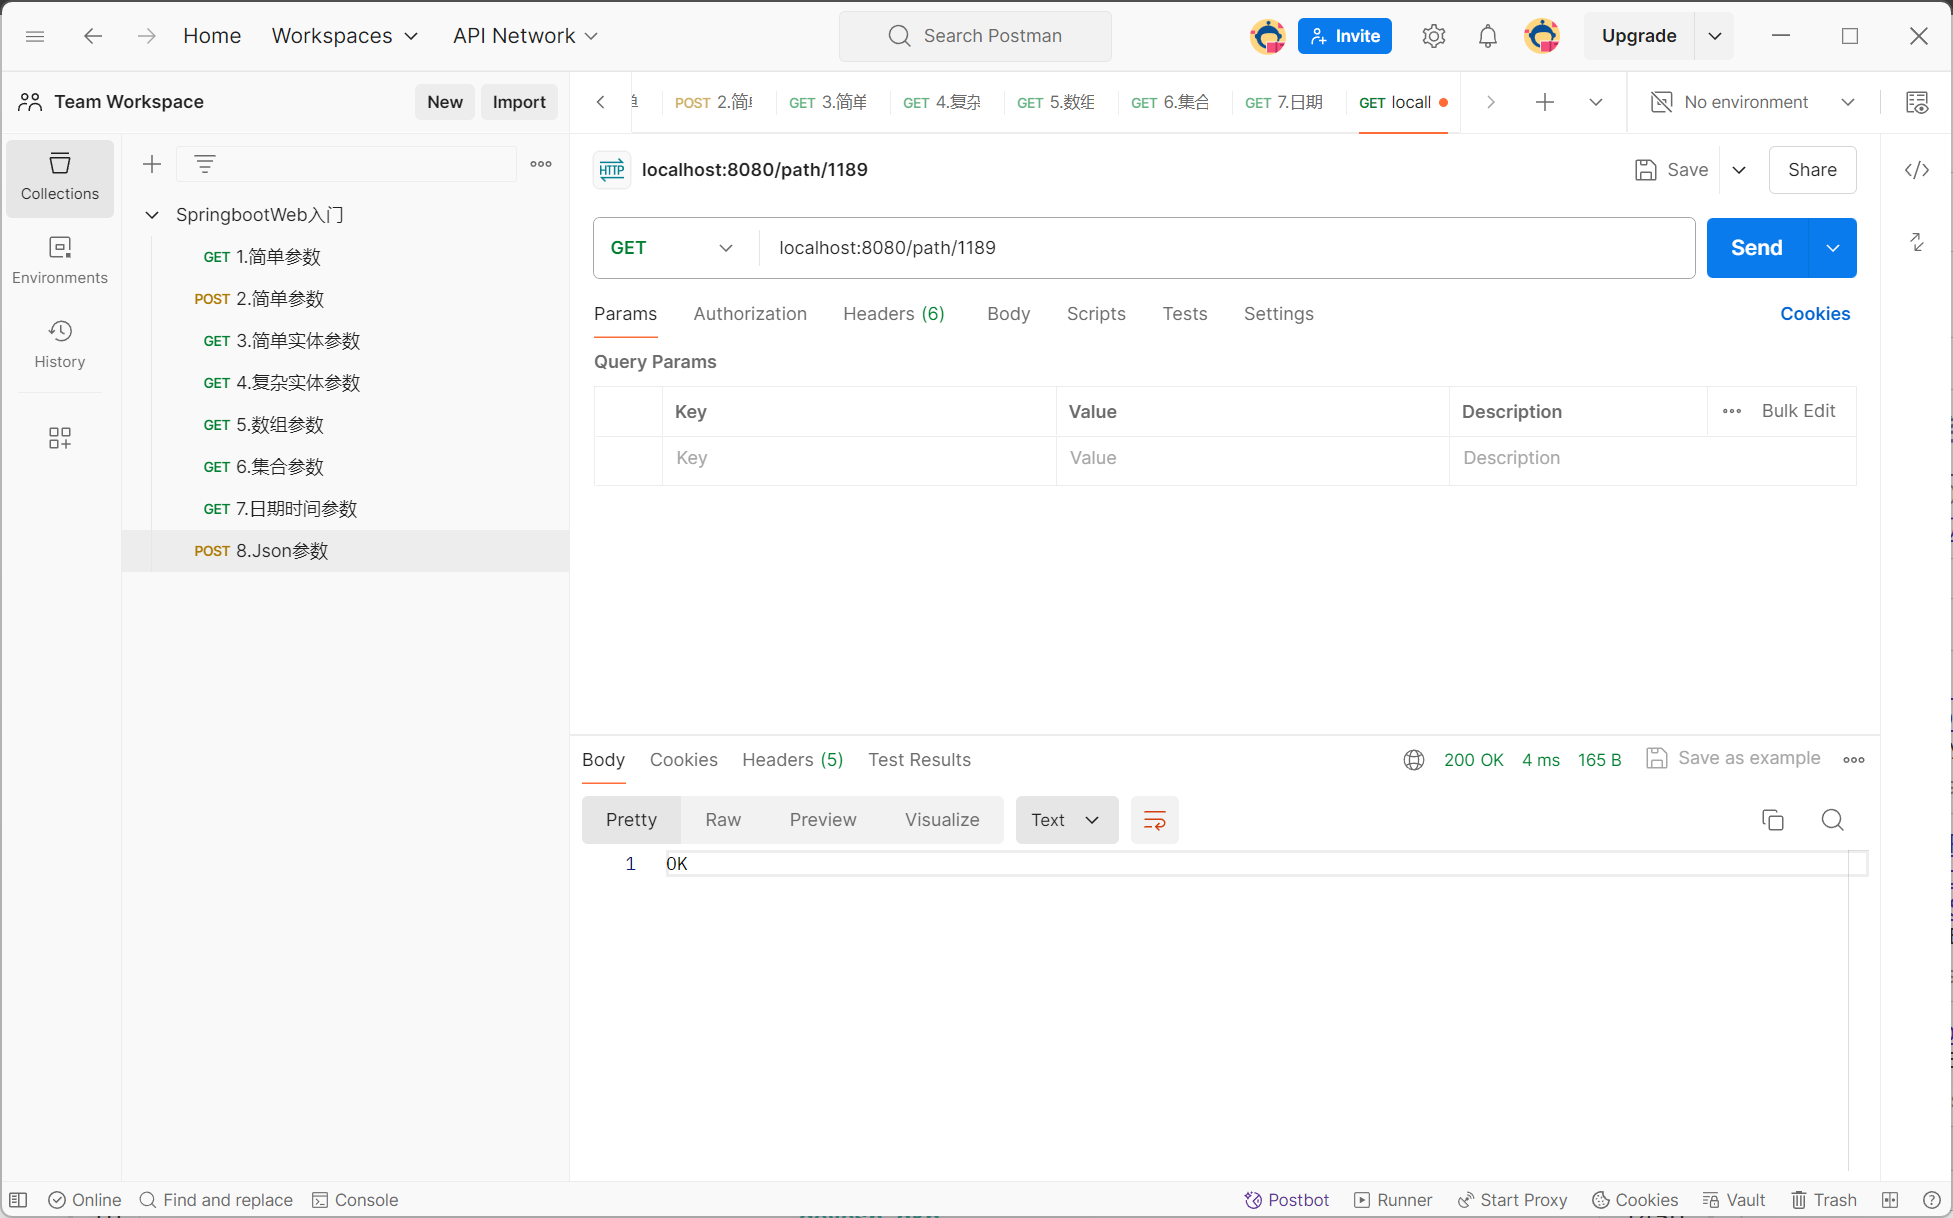 Home Workspaces API Network Search Postman Invite Upgrade
Team Workspace New Import
POST 2.简 GET 3.简单 GET 4.复杂 GET 5.数组 GET 6.集合 GET 7.日期 GET locall No environment
Collections
Environments
History
SpringbootWeb入门
GET 1.简单参数
POST 2.简单参数
GET 3.简单实体参数
GET 4.复杂实体参数
GET 5.数组参数
GET 6.集合参数
GET 7.日期时间参数
POST 8.Json参数
HTTP localhost:8080/path/1189 Save Share
GET localhost:8080/path/1189 Send
Params Authorization Headers (6) Body Scripts Tests Settings Cookies
Query Params
Key Value Description Bulk Edit
Key Value Description
Body Cookies Headers (5) Test Results 200 OK 4 ms 165 B Save as example
Pretty Raw Preview Visualize Text
1 OK
Online Find and replace Console Postbot Runner Start Proxy Cookies Vault Trash